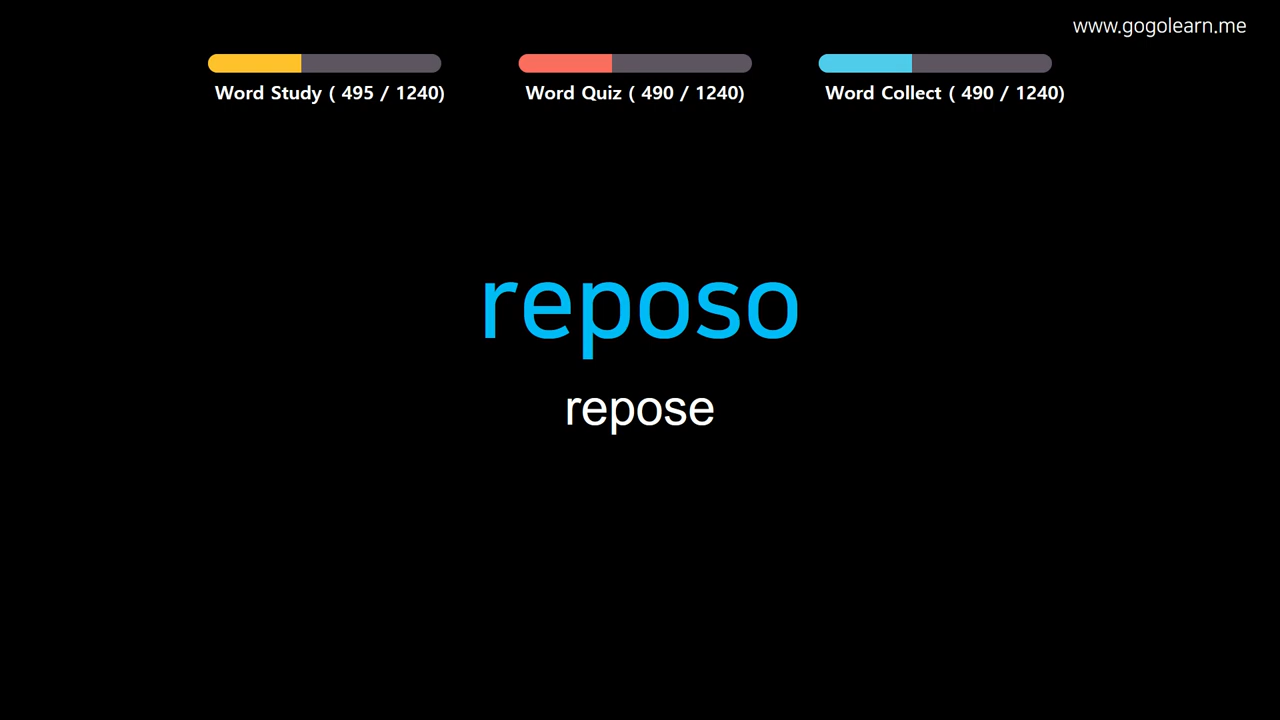 www.gogolearn.me
Word Study ( 495 / 1240)
Word Quiz ( 490 / 1240)
Word Collect ( 490 / 1240)
reposo
repose